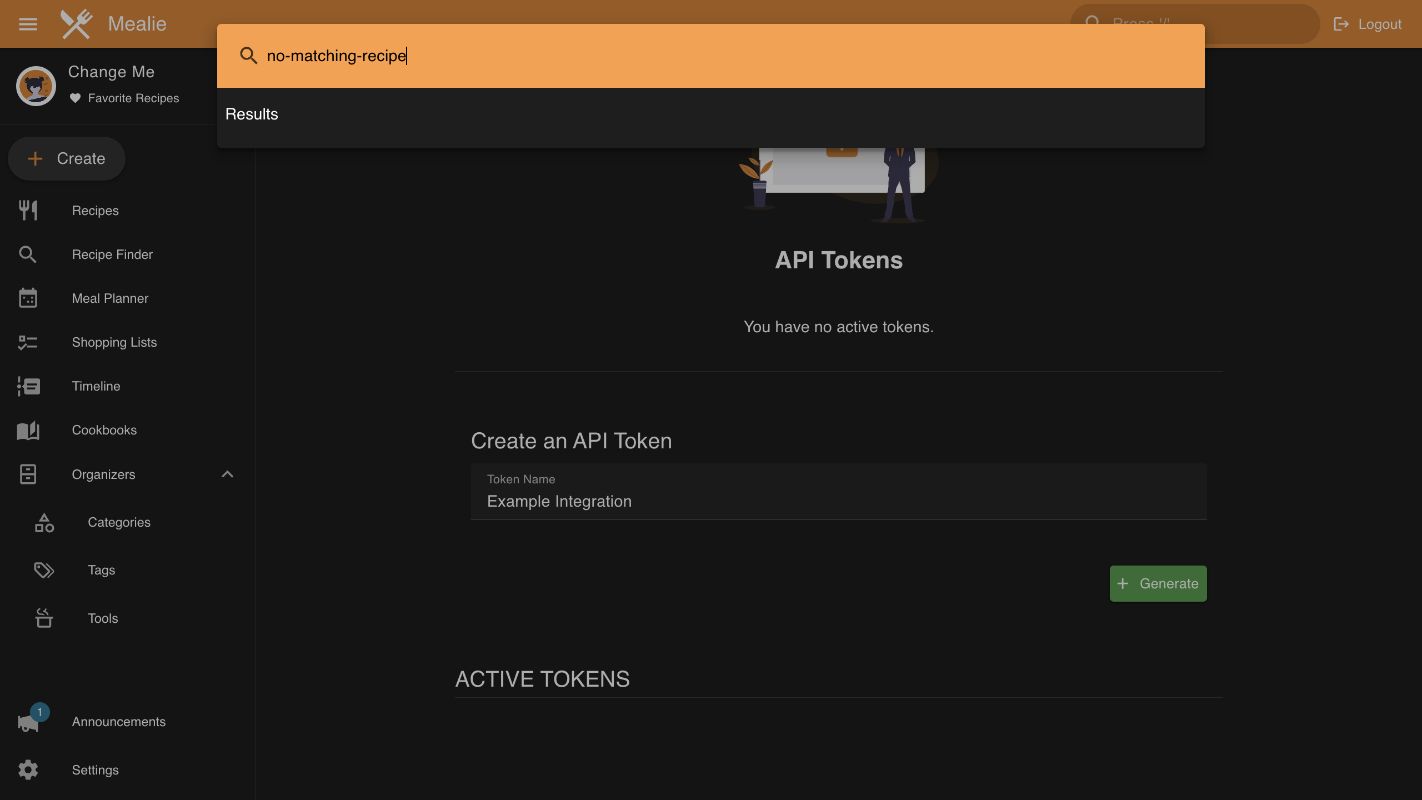 Mealie
Press '/'
Logout
no-matching-recipe
Results
Change Me
Favorite Recipes
Create
Recipes
Recipe Finder
Meal Planner
Shopping Lists
Timeline
Cookbooks
Organizers
Categories
Tags
Tools
1
Announcements
Settings
API Tokens
You have no active tokens.
Create an API Token
Token Name
Example Integration
Generate
ACTIVE TOKENS